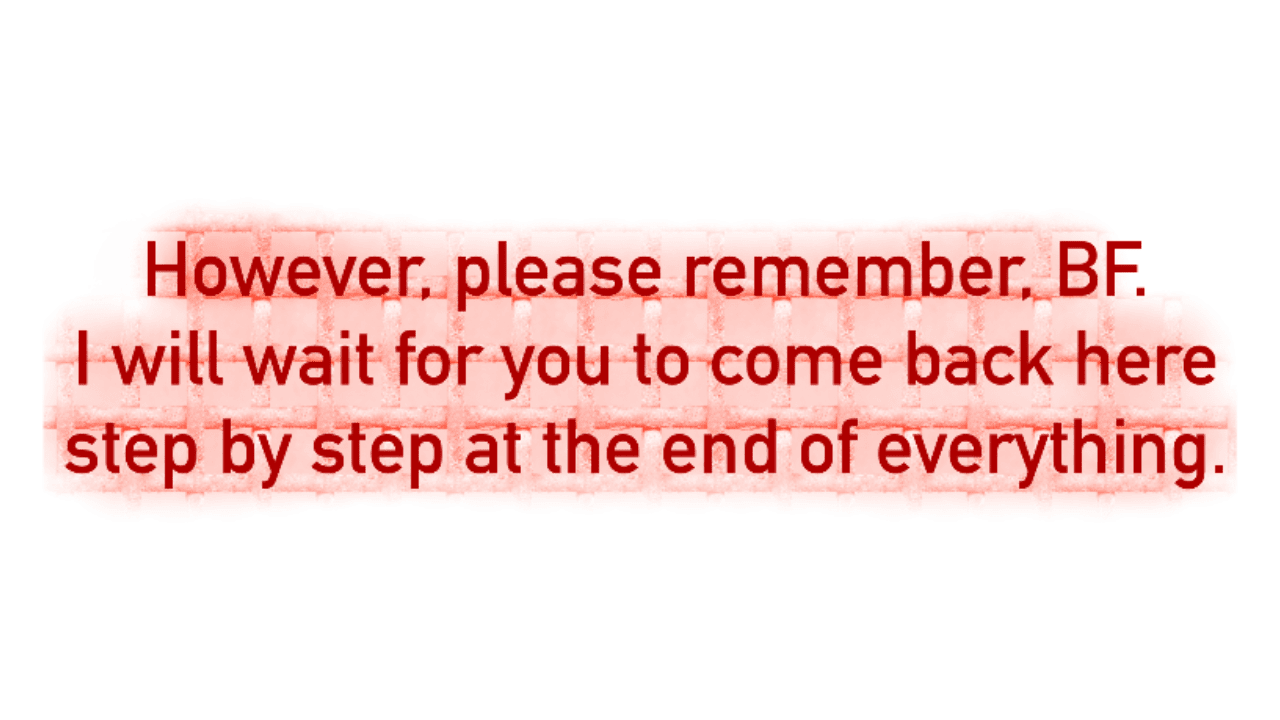 However, please remember, BF.
I will wait for you to come back here
step by step at the end of everything.